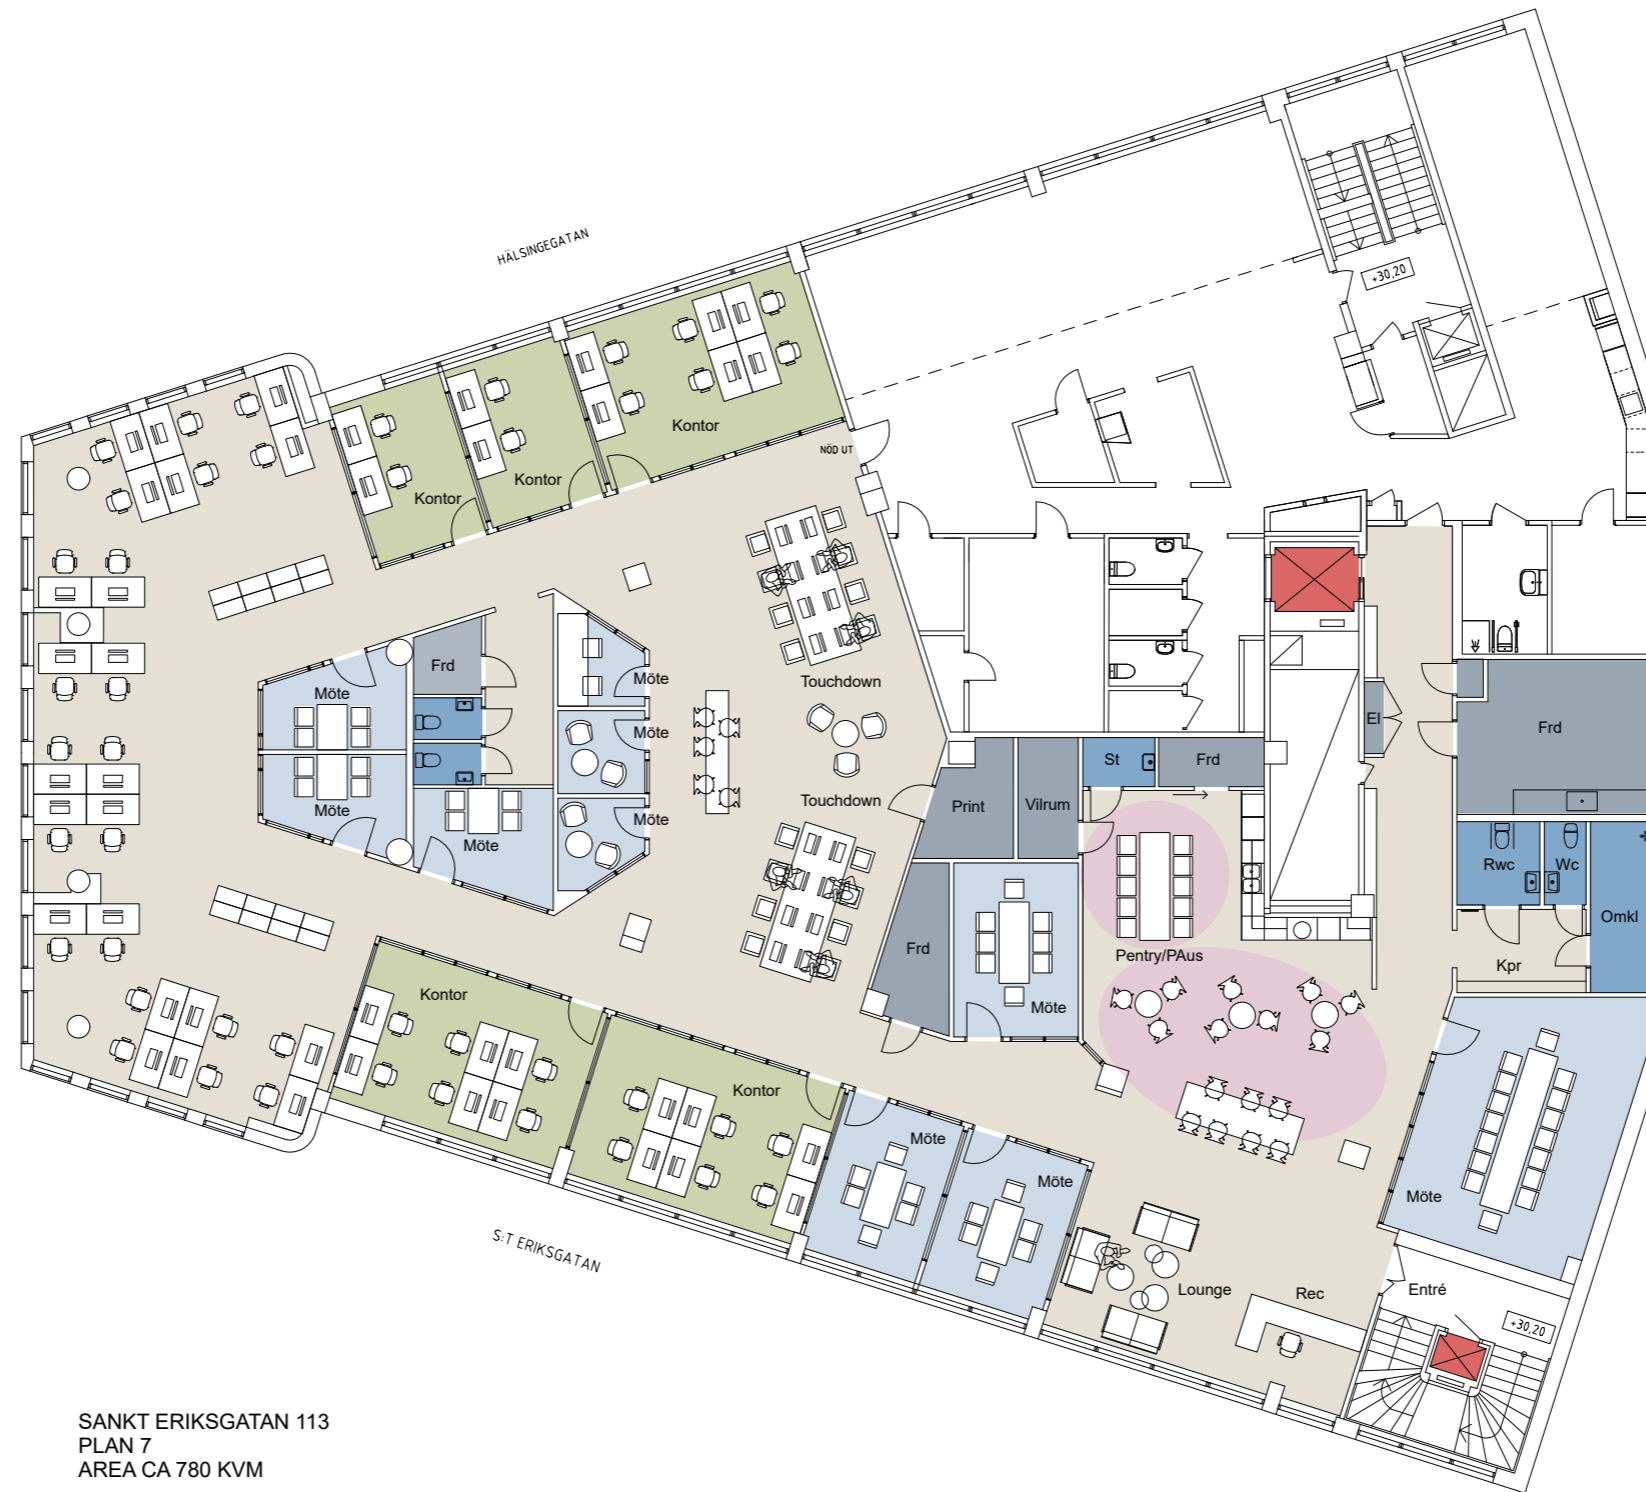 HÄLSINGEGATAN
+30,20
Kontor
NÖD UT
Kontor
Kontor
Frd
Möte
Möte
Touchdown
El
Frd
Möte
St
Frd
Touchdown
Print
Vilrum
Möte
Möte
Möte
Rwc
Wc
Omkl
Frd
Pentry/PAus
Kpr
Kontor
Möte
Kontor
Möte
Möte
Möte
Lounge
Rec
Entré
+30,20
S:T ERIKSGATAN
SANKT ERIKSGATAN 113
PLAN 7
AREA CA 780 KVM